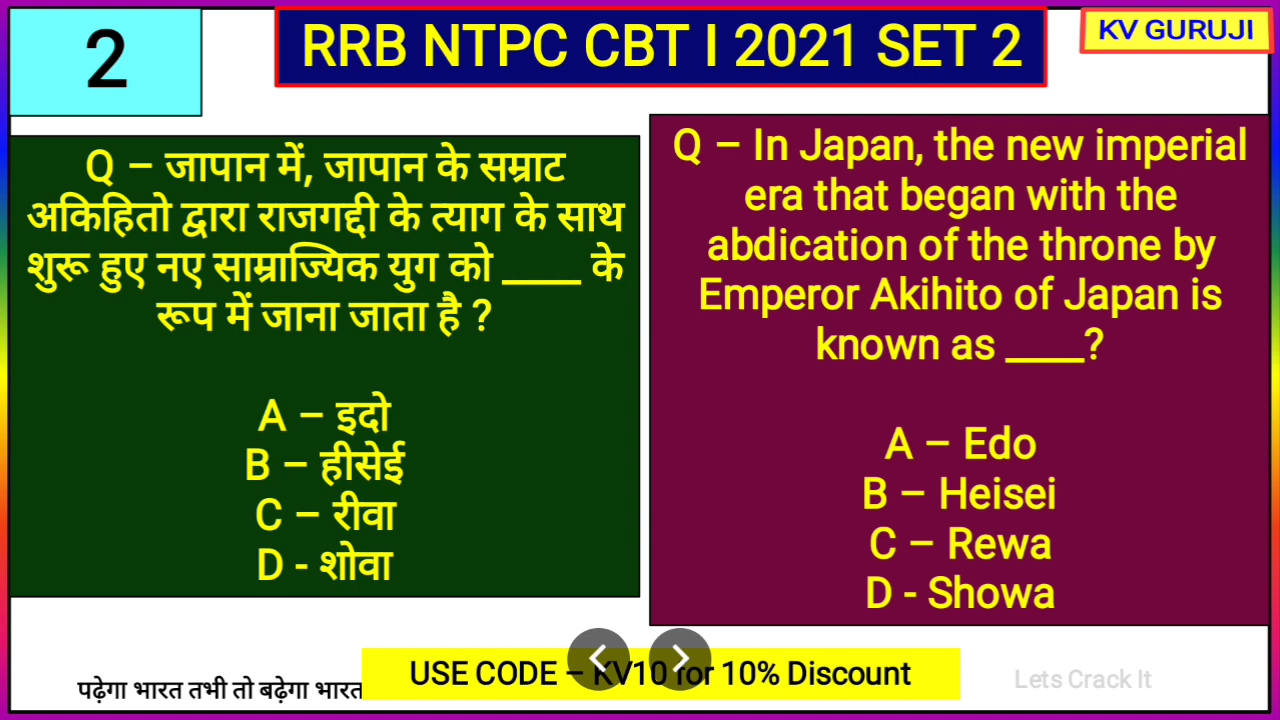 2
RRB NTPC CBT I 2021 SET 2
KV GURUJI
Q – जापान में, जापान के सम्राट
अकिहितो द्वारा राजगद्दी के त्याग के साथ
शुरू हुए नए साम्राज्यिक युग को ____ के
रूप में जाना जाता है ?
A – इदो
B – हीसेई
C – रीवा
D - शोवा
Q – In Japan, the new imperial
era that began with the
abdication of the throne by
Emperor Akihito of Japan is
known as ____?
A – Edo
B – Heisei
C – Rewa
D - Showa
पढ़ेगा भारत तभी तो बढ़ेगा भारत
USE CODE – KV10 for 10% Discount
Lets Crack It